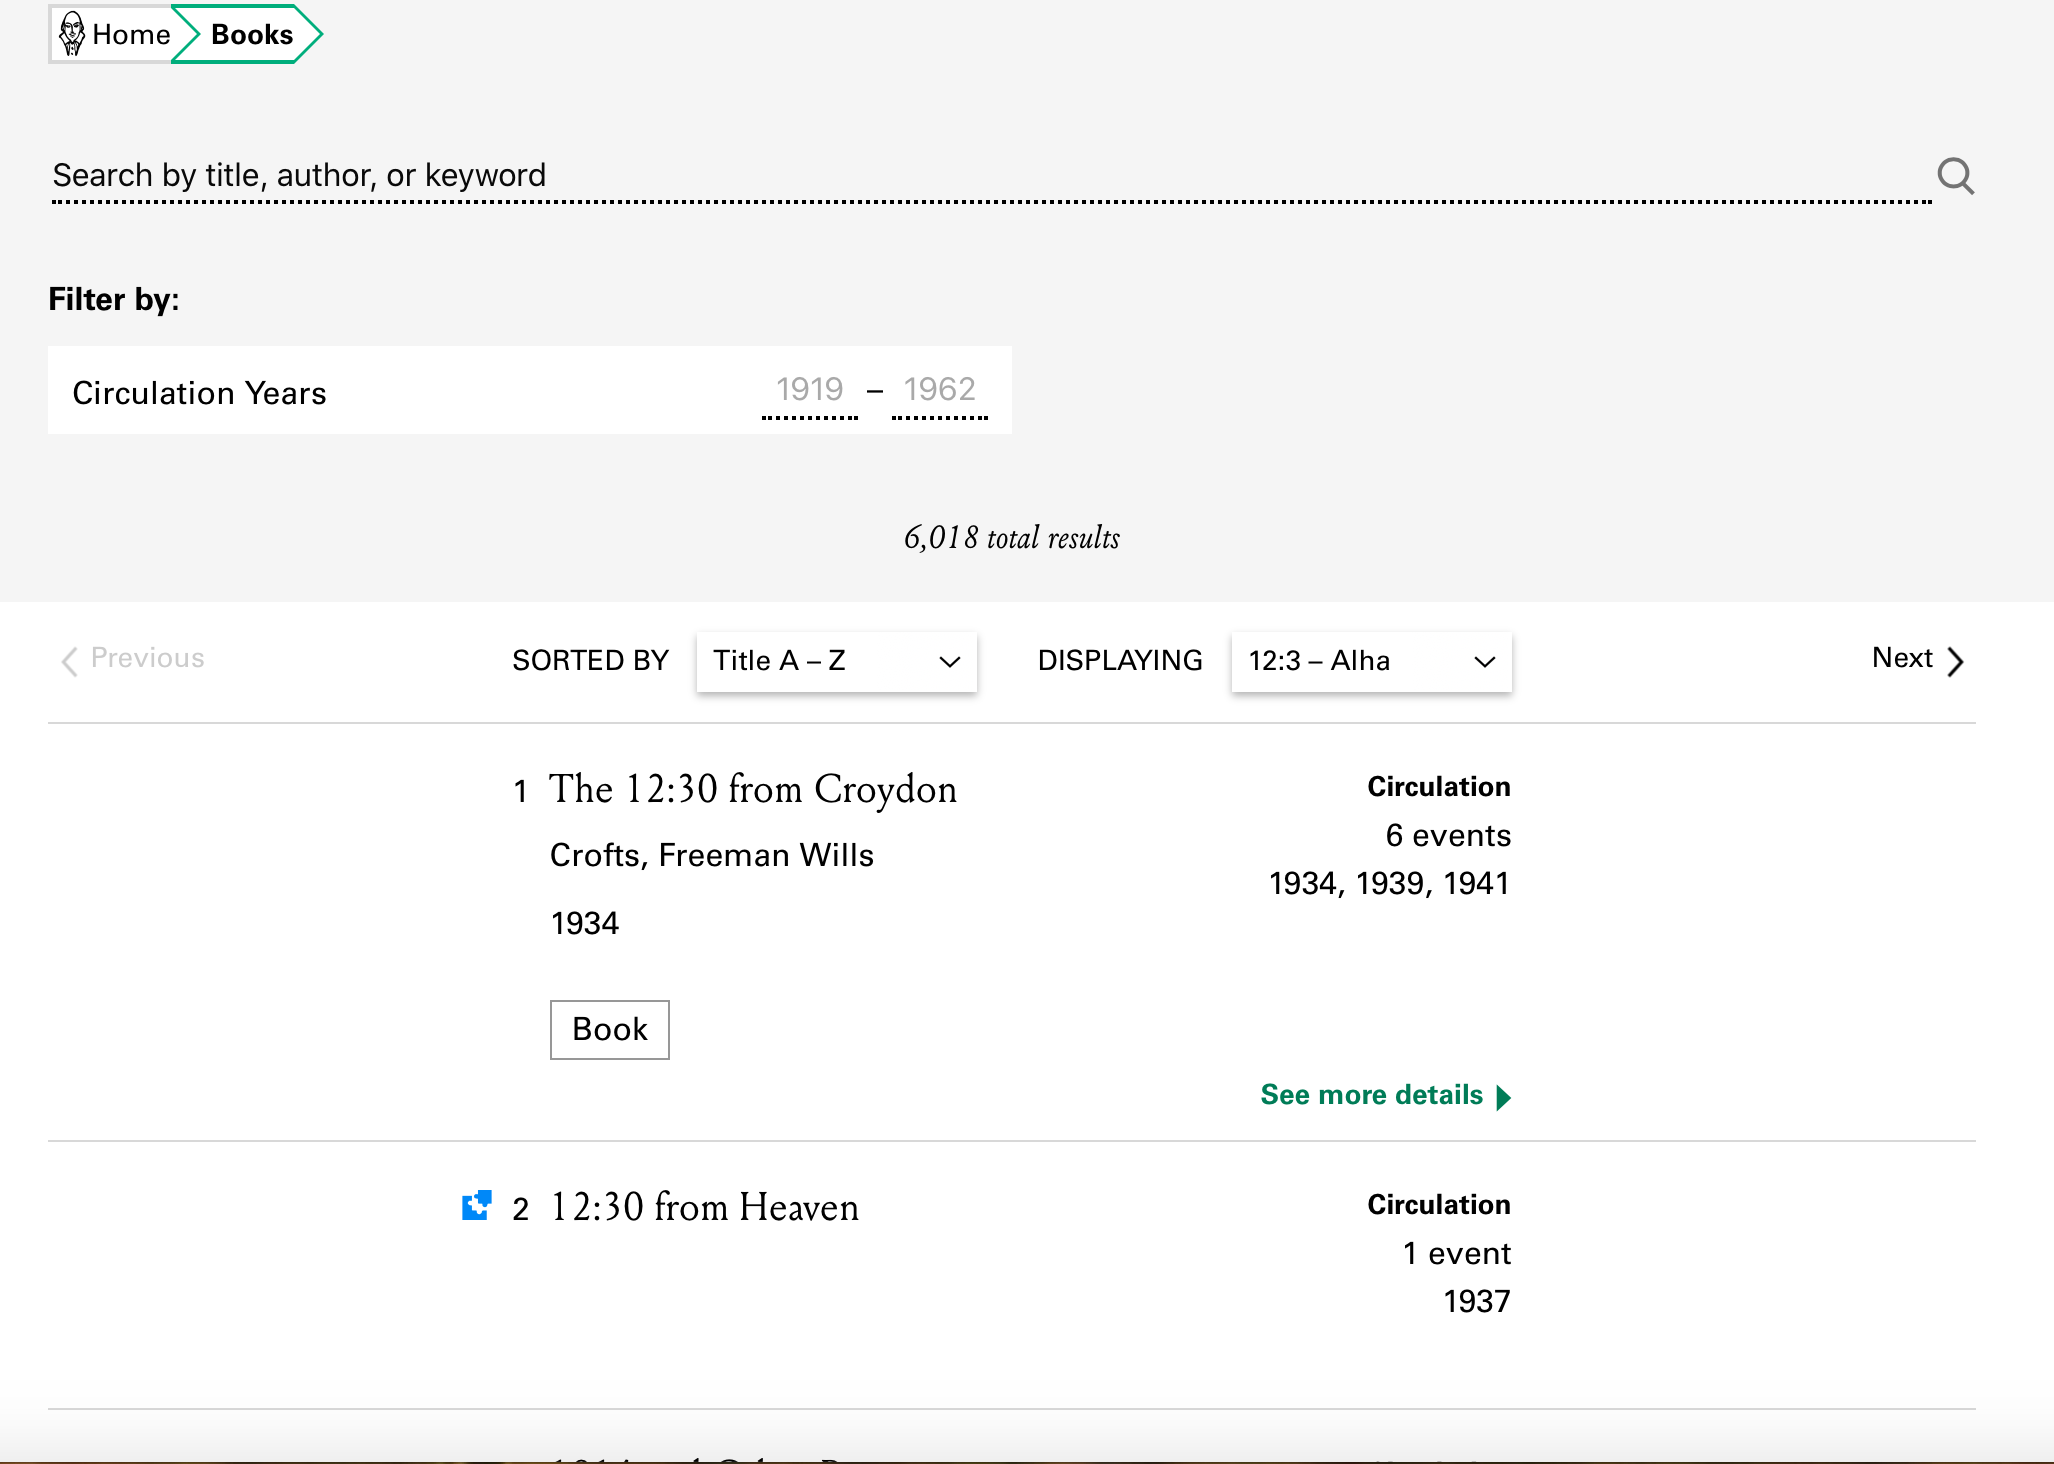 Home Books
Search by title, author, or keyword
Filter by:
Circulation Years 1919 – 1962
6,018 total results
Previous SORTED BY Title A – Z DISPLAYING 12:3 – Alha Next
1 The 12:30 from Croydon
Crofts, Freeman Wills
1934
Book
Circulation
6 events
1934, 1939, 1941
See more details
2 12:30 from Heaven
Circulation
1 event
1937